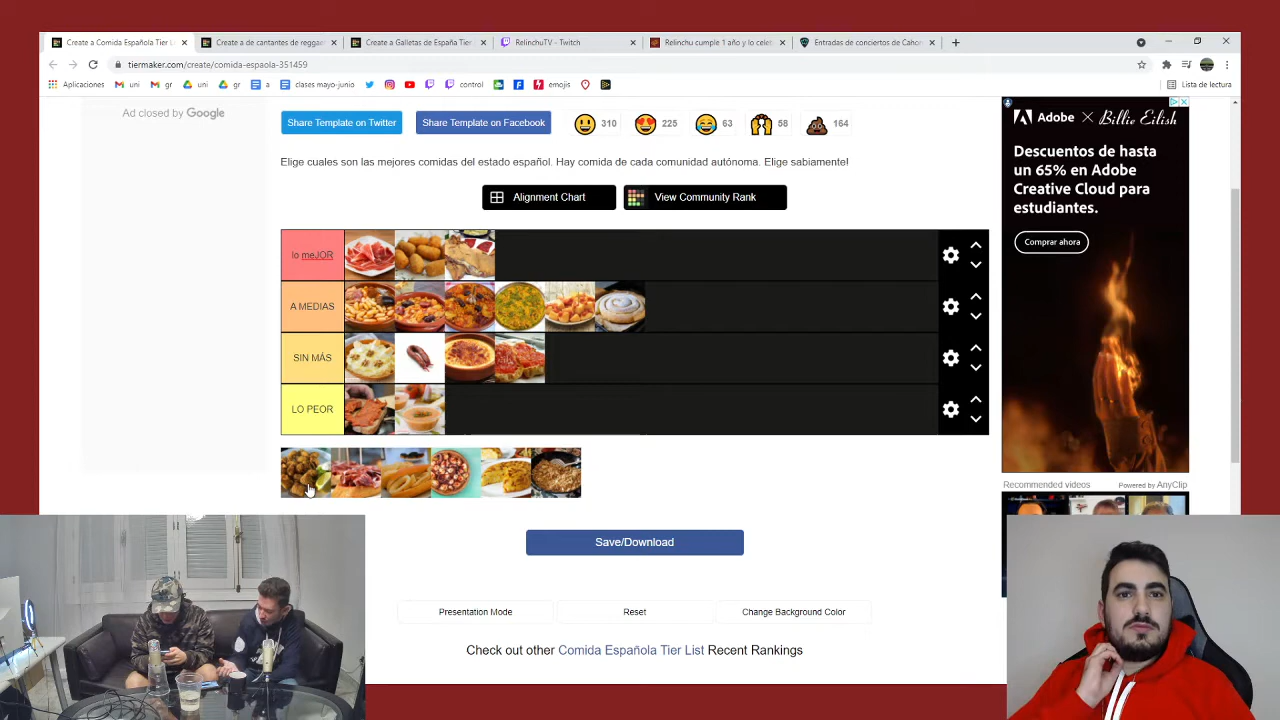 Create a Comida Española Tier L
Create a de cantantes de reggae
Create a Galletas de España Tier
RelinchuTV - Twitch
Relinchu cumple 1 año y lo celeb
Entradas de conciertos de Cahor
tiermaker.com/create/comida-espaola-351459
Aplicaciones
uni
gr
uni
gr
a
clases mayo-junio
control
emojis
Lista de lectura
Ad closed by Google
Share Template on Twitter
Share Template on Facebook
310
225
63
58
164
Elige cuales son las mejores comidas del estado español. Hay comida de cada comunidad autónoma. Elige sabiamente!
Alignment Chart
View Community Rank
lo meJOR
A MEDIAS
SIN MÁS
LO PEOR
Save/Download
Presentation Mode
Reset
Change Background Color
Check out other Comida Española Tier List Recent Rankings
Adobe × Billie Eilish
Descuentos de hasta
un 65% en Adobe
Creative Cloud para
estudiantes.
Comprar ahora
Recommended videos
Powered by AnyClip